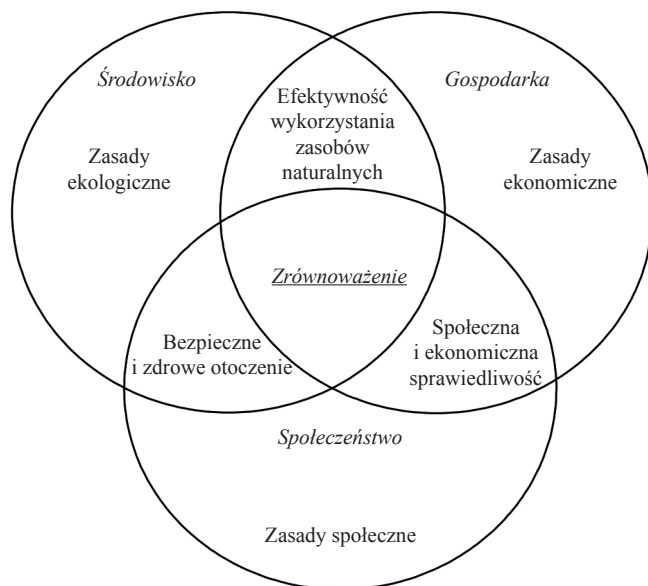 Środowisko
Gospodarka
Efektywność
wykorzystania
zasobów
naturalnych
Zasady
ekologiczne
Zasady
ekonomiczne
Zrównoważenie
Bezpieczne
i zdrowe otoczenie
Społeczna
i ekonomiczna
sprawiedliwość
Społeczeństwo
Zasady społeczne